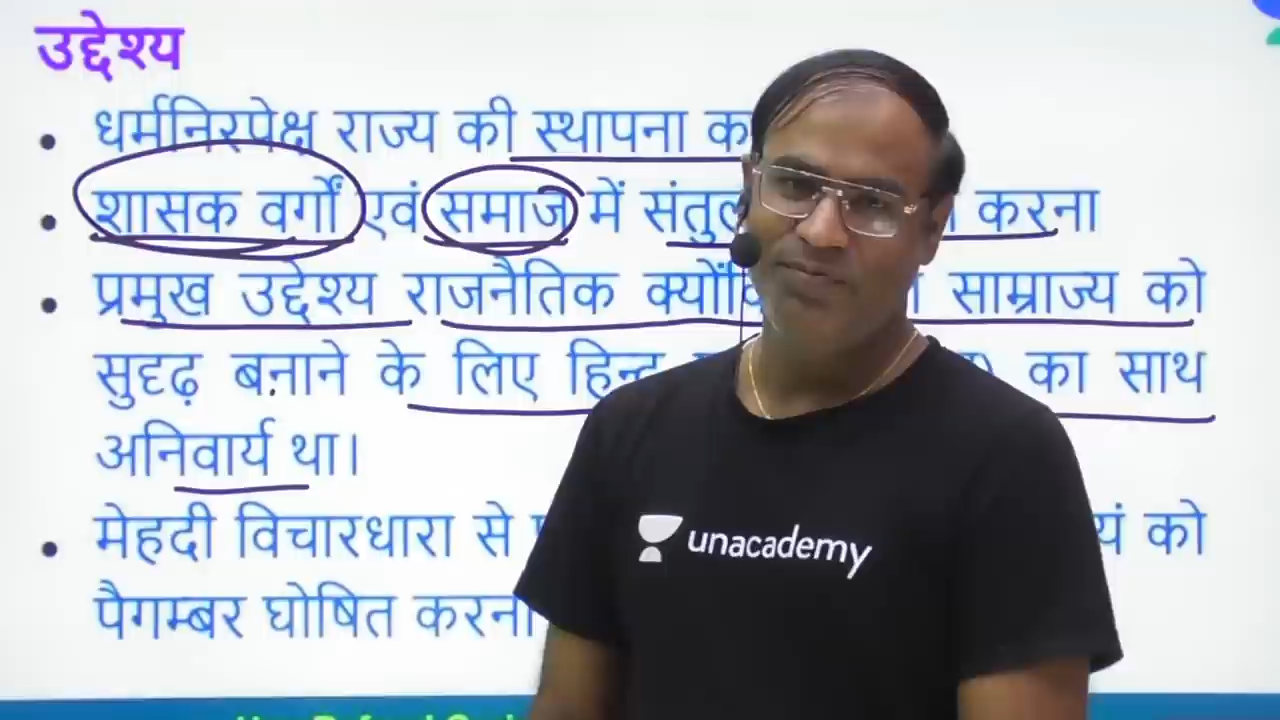 उद्देश्य
• धर्मनिरपेक्ष राज्य की स्थापना
• शासक वर्गों एवं समाज में करना
• प्रमुख उद्देश्य राजनैतिक साम्राज्य को
सुदृढ़ बनाने के लिए का साथ
अनिवार्य था।
• मेहदी विचारधारा से को
पैगम्बर घोषित करना
unacademy